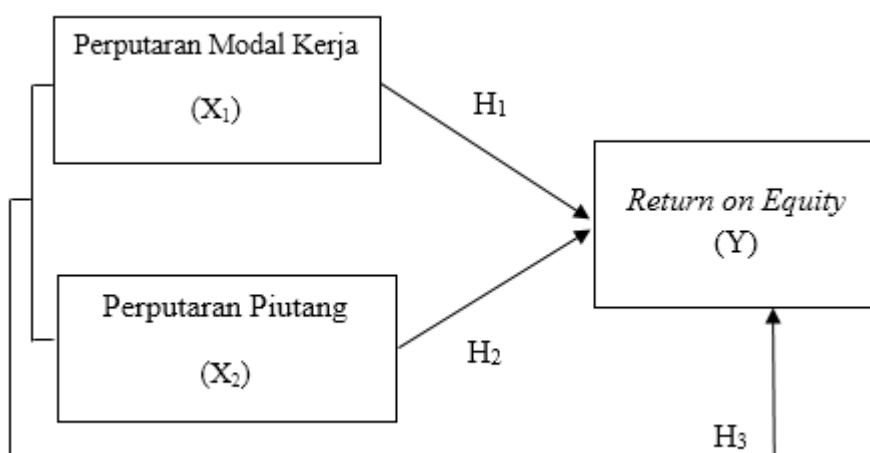 Perputaran Modal Kerja
(X₁)
H₁
Return on Equity
(Y)
Perputaran Piutang
(X₂)
H₂
H₃